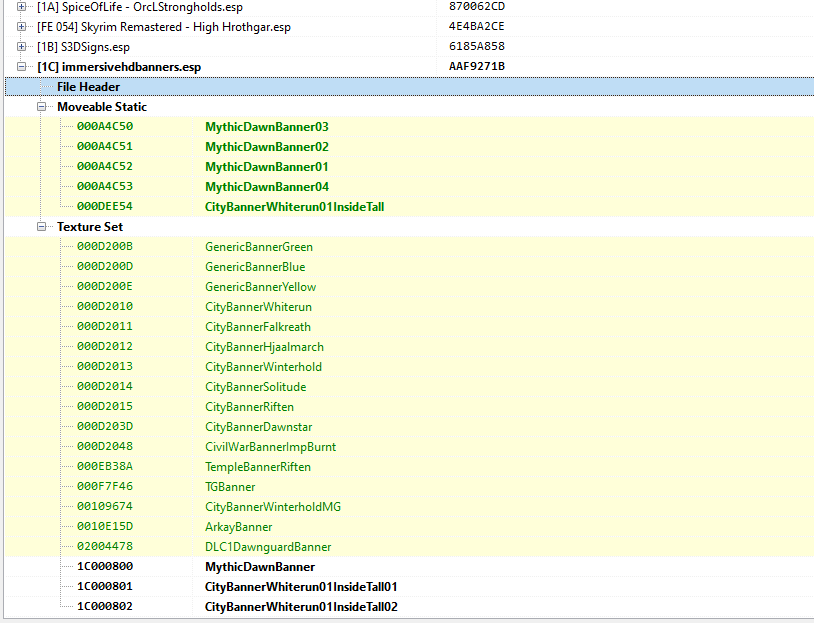 [1A] SpiceOfLife - OrcLStrongholds.esp 870062CD
[FE 054] Skyrim Remastered - High Hrothgar.esp 4E4BA2CE
[1B] S3DSigns.esp 6185A858
[1C] immersivehdbanners.esp AAF9271B
File Header
Moveable Static
000A4C50 MythicDawnBanner03
000A4C51 MythicDawnBanner02
000A4C52 MythicDawnBanner01
000A4C53 MythicDawnBanner04
000DEE54 CityBannerWhiterun01InsideTall
Texture Set
000D200B GenericBannerGreen
000D200D GenericBannerBlue
000D200E GenericBannerYellow
000D2010 CityBannerWhiterun
000D2011 CityBannerFalkreath
000D2012 CityBannerHjaalmarch
000D2013 CityBannerWinterhold
000D2014 CityBannerSolitude
000D2015 CityBannerRiften
000D203D CityBannerDawnstar
000D2048 CivilWarBannerImpBurnt
000EB38A TempleBannerRiften
000F7F46 TGBanner
00109674 CityBannerWinterholdMG
0010E15D ArkayBanner
02004478 DLC1DawnguardBanner
1C000800 MythicDawnBanner
1C000801 CityBannerWhiterun01InsideTall01
1C000802 CityBannerWhiterun01InsideTall02